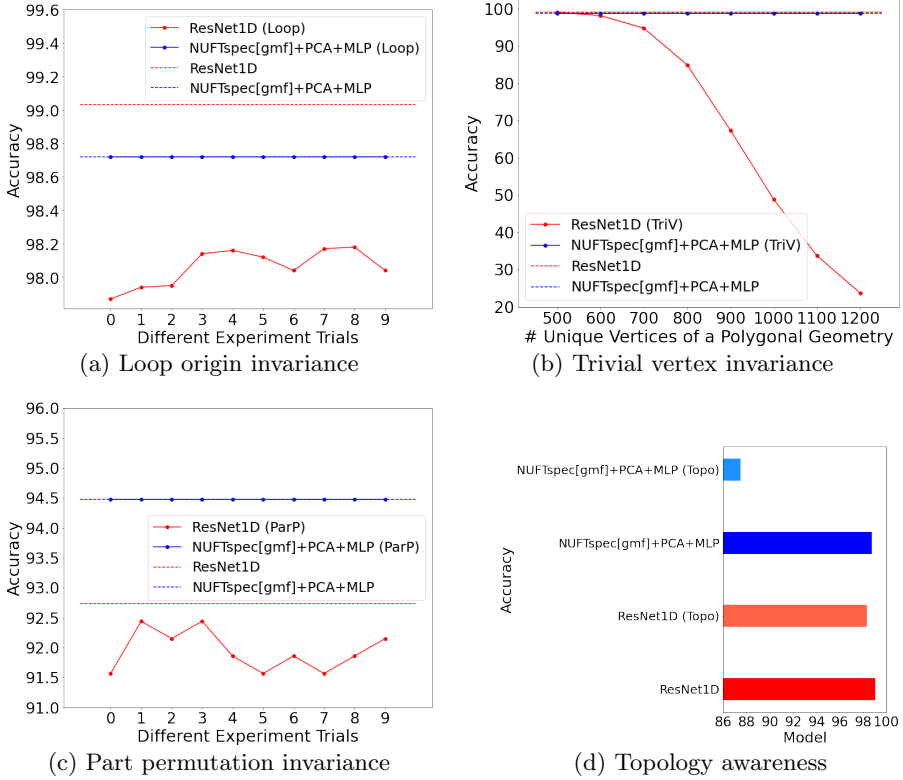 99.6
99.4
99.2
99.0
98.8
98.6
98.4
98.2
98.0
Accuracy
ResNet1D (Loop)
NUFTspec[gmf]+PCA+MLP (Loop)
ResNet1D
NUFTspec[gmf]+PCA+MLP
0 1 2 3 4 5 6 7 8 9
Different Experiment Trials
(a) Loop origin invariance
100
90
80
70
60
50
40
30
20
Accuracy
ResNet1D (TriV)
NUFTspec[gmf]+PCA+MLP (TriV)
ResNet1D
NUFTspec[gmf]+PCA+MLP
500 600 700 800 900 1000 1100 1200
# Unique Vertices of a Polygonal Geometry
(b) Trivial vertex invariance
96.0
95.5
95.0
94.5
94.0
93.5
93.0
92.5
92.0
91.5
91.0
Accuracy
ResNet1D (ParP)
NUFTspec[gmf]+PCA+MLP (ParP)
ResNet1D
NUFTspec[gmf]+PCA+MLP
0 1 2 3 4 5 6 7 8 9
Different Experiment Trials
(c) Part permutation invariance
Accuracy
NUFTspec[gmf]+PCA+MLP (Topo)
NUFTspec[gmf]+PCA+MLP
ResNet1D (Topo)
ResNet1D
86 88 90 92 94 96 98 100
Model
(d) Topology awareness